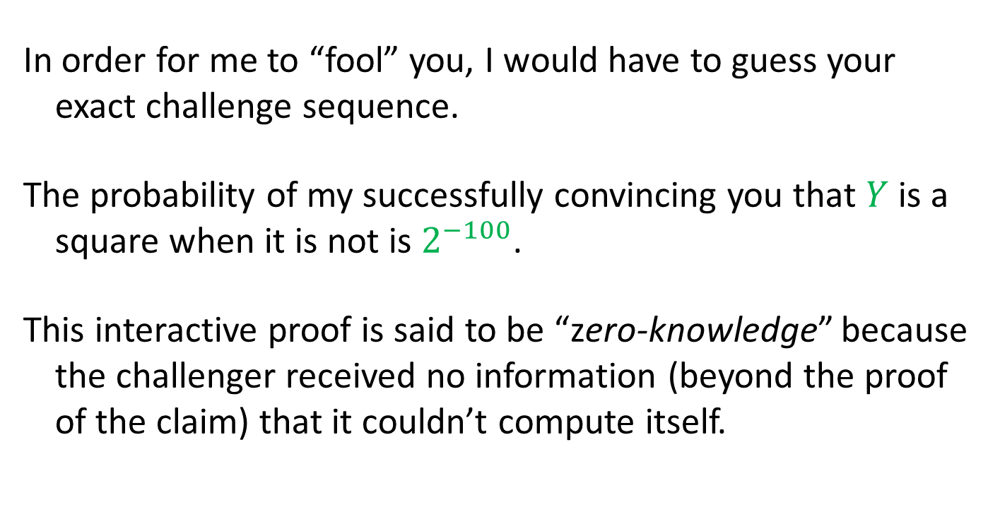 In order for me to “fool” you, I would have to guess your
exact challenge sequence.
The probability of my successfully convincing you that Y is a
square when it is not is 2⁻¹⁰⁰.
This interactive proof is said to be “zero-knowledge” because
the challenger received no information (beyond the proof
of the claim) that it couldn’t compute itself.